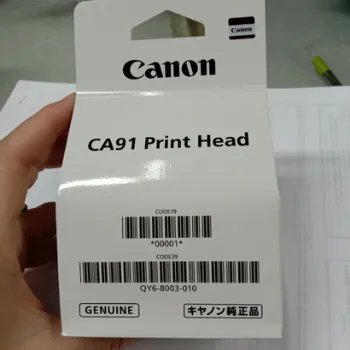 Canon
CA91 Print Head
CODE39
*00001*
CODE39
QY6-8003-010
GENUINE
キヤノン純正品